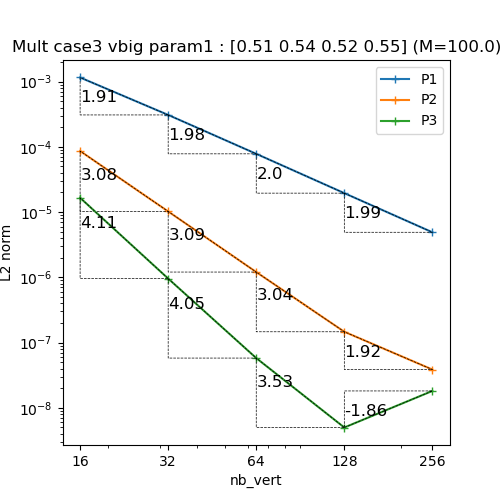 Mult case3 vbig param1 : [0.51 0.54 0.52 0.55] (M=100.0)
P1
P2
P3
10⁻³
10⁻⁴
10⁻⁵
10⁻⁶
10⁻⁷
10⁻⁸
L2 norm
1.91
1.98
2.0
1.99
3.08
3.09
3.04
1.92
4.11
4.05
3.53
-1.86
16 32 64 128 256
nb_vert